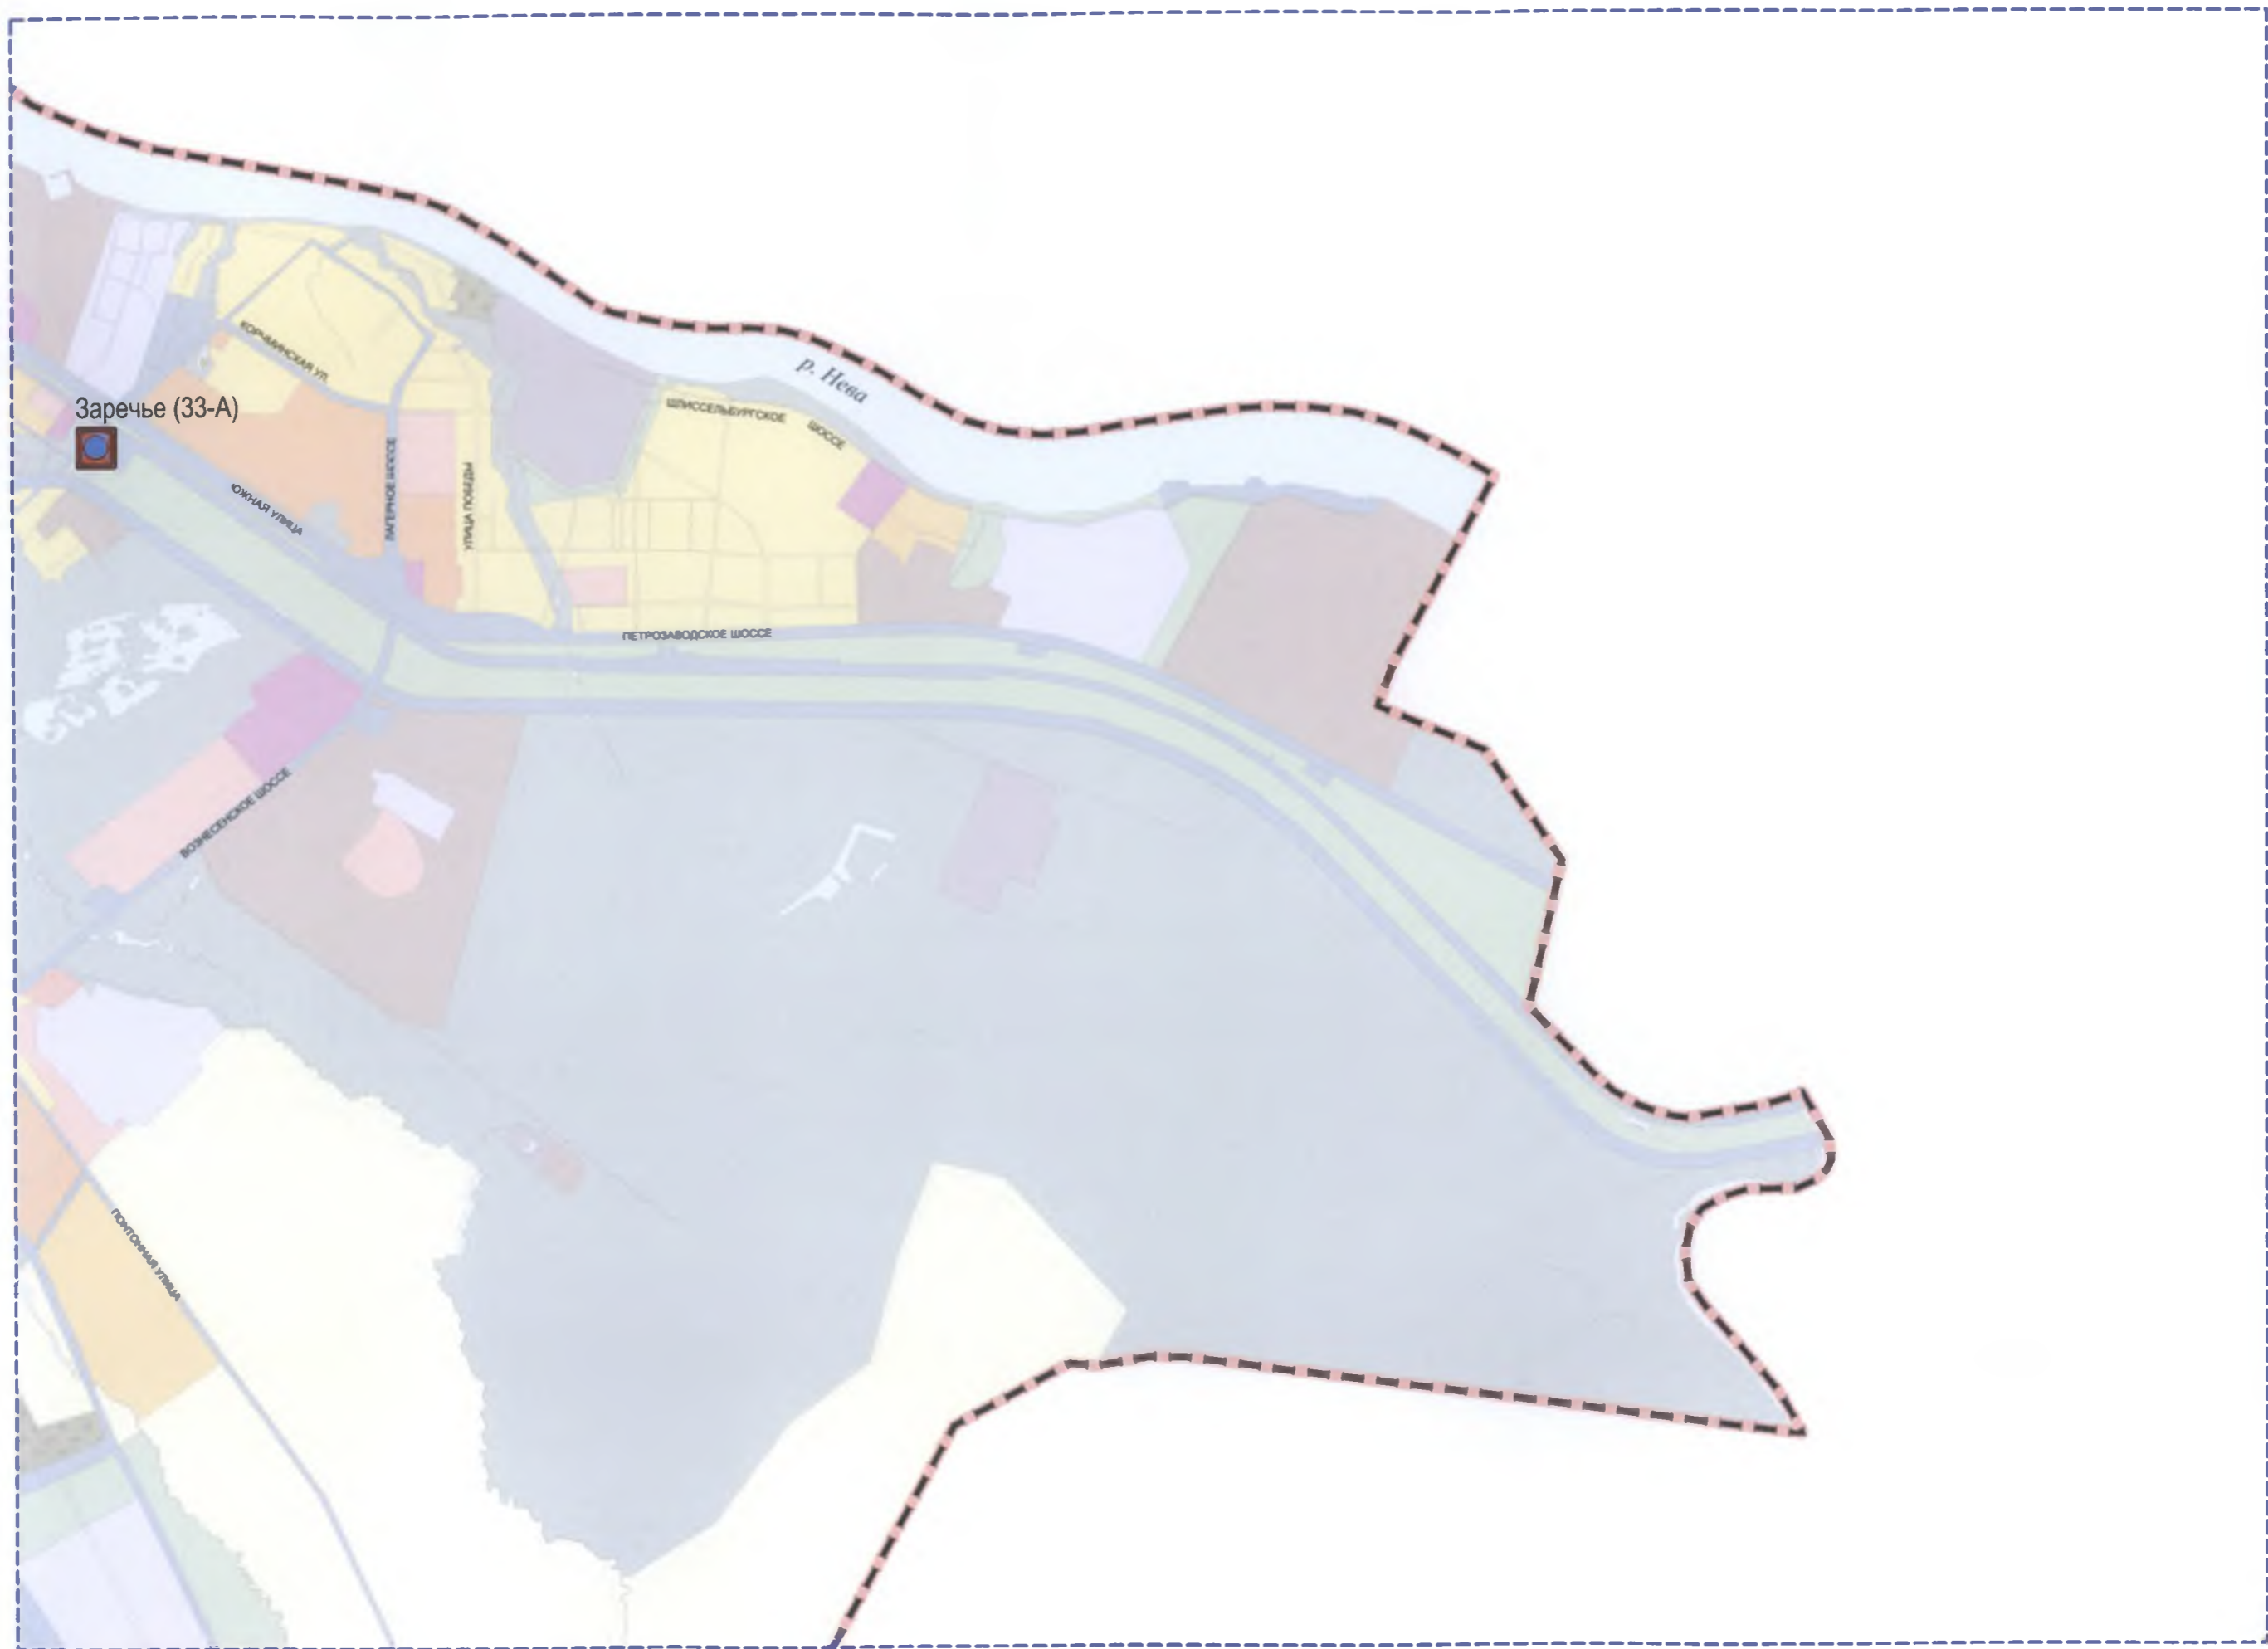 р. Нева
КОРЧМИНСКАЯ УЛ.
Заречье (33-А)
ШЛИССЕЛЬБУРГСКОЕ ШОССЕ
ЛАГЕРНОЕ ШОССЕ
УЛИЦА ПОБЕДЫ
ЮЖНАЯ УЛИЦА
ПЕТРОЗАВОДСКОЕ ШОССЕ
ВОЗНЕСЕНСКОЕ ШОССЕ
ПОНТОННАЯ УЛИЦА